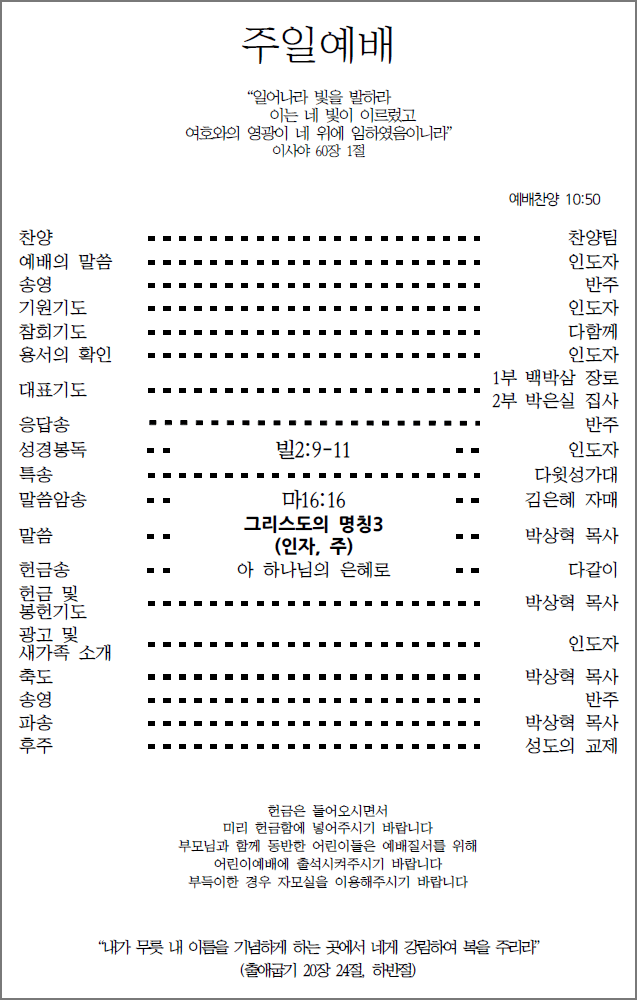 주일예배
“일어나라 빛을 발하라
이는 네 빛이 이르렀고
여호와의 영광이 네 위에 임하였음이니라”
이사야 60장 1절
예배찬양 10:50
찬양 찬양팀
예배의 말씀 인도자
송영 반주
기원기도 인도자
참회기도 다함께
용서의 확인 인도자
대표기도 1부 백박삼 장로
2부 박은실 집사
응답송 반주
성경봉독 빌2:9-11 인도자
특송 다윗성가대
말씀암송 마16:16 김은혜 자매
말씀 그리스도의 명칭3 박상혁 목사
(인자, 주)
헌금송 아 하나님의 은혜로 다같이
헌금 및
봉헌기도 박상혁 목사
광고 및
새가족 소개 인도자
축도 박상혁 목사
송영 반주
파송 박상혁 목사
후주 성도의 교제
헌금은 들어오시면서
미리 헌금함에 넣어주시기 바랍니다
부모님과 함께 동반한 어린이들은 예배질서를 위해
어린이예배에 출석시켜주시기 바랍니다
부득이한 경우 자모실을 이용해주시기 바랍니다
“내가 무릇 내 이름을 기념하게 하는 곳에서 네게 강림하여 복을 주리라”
(출애굽기 20장 24절, 하반절)